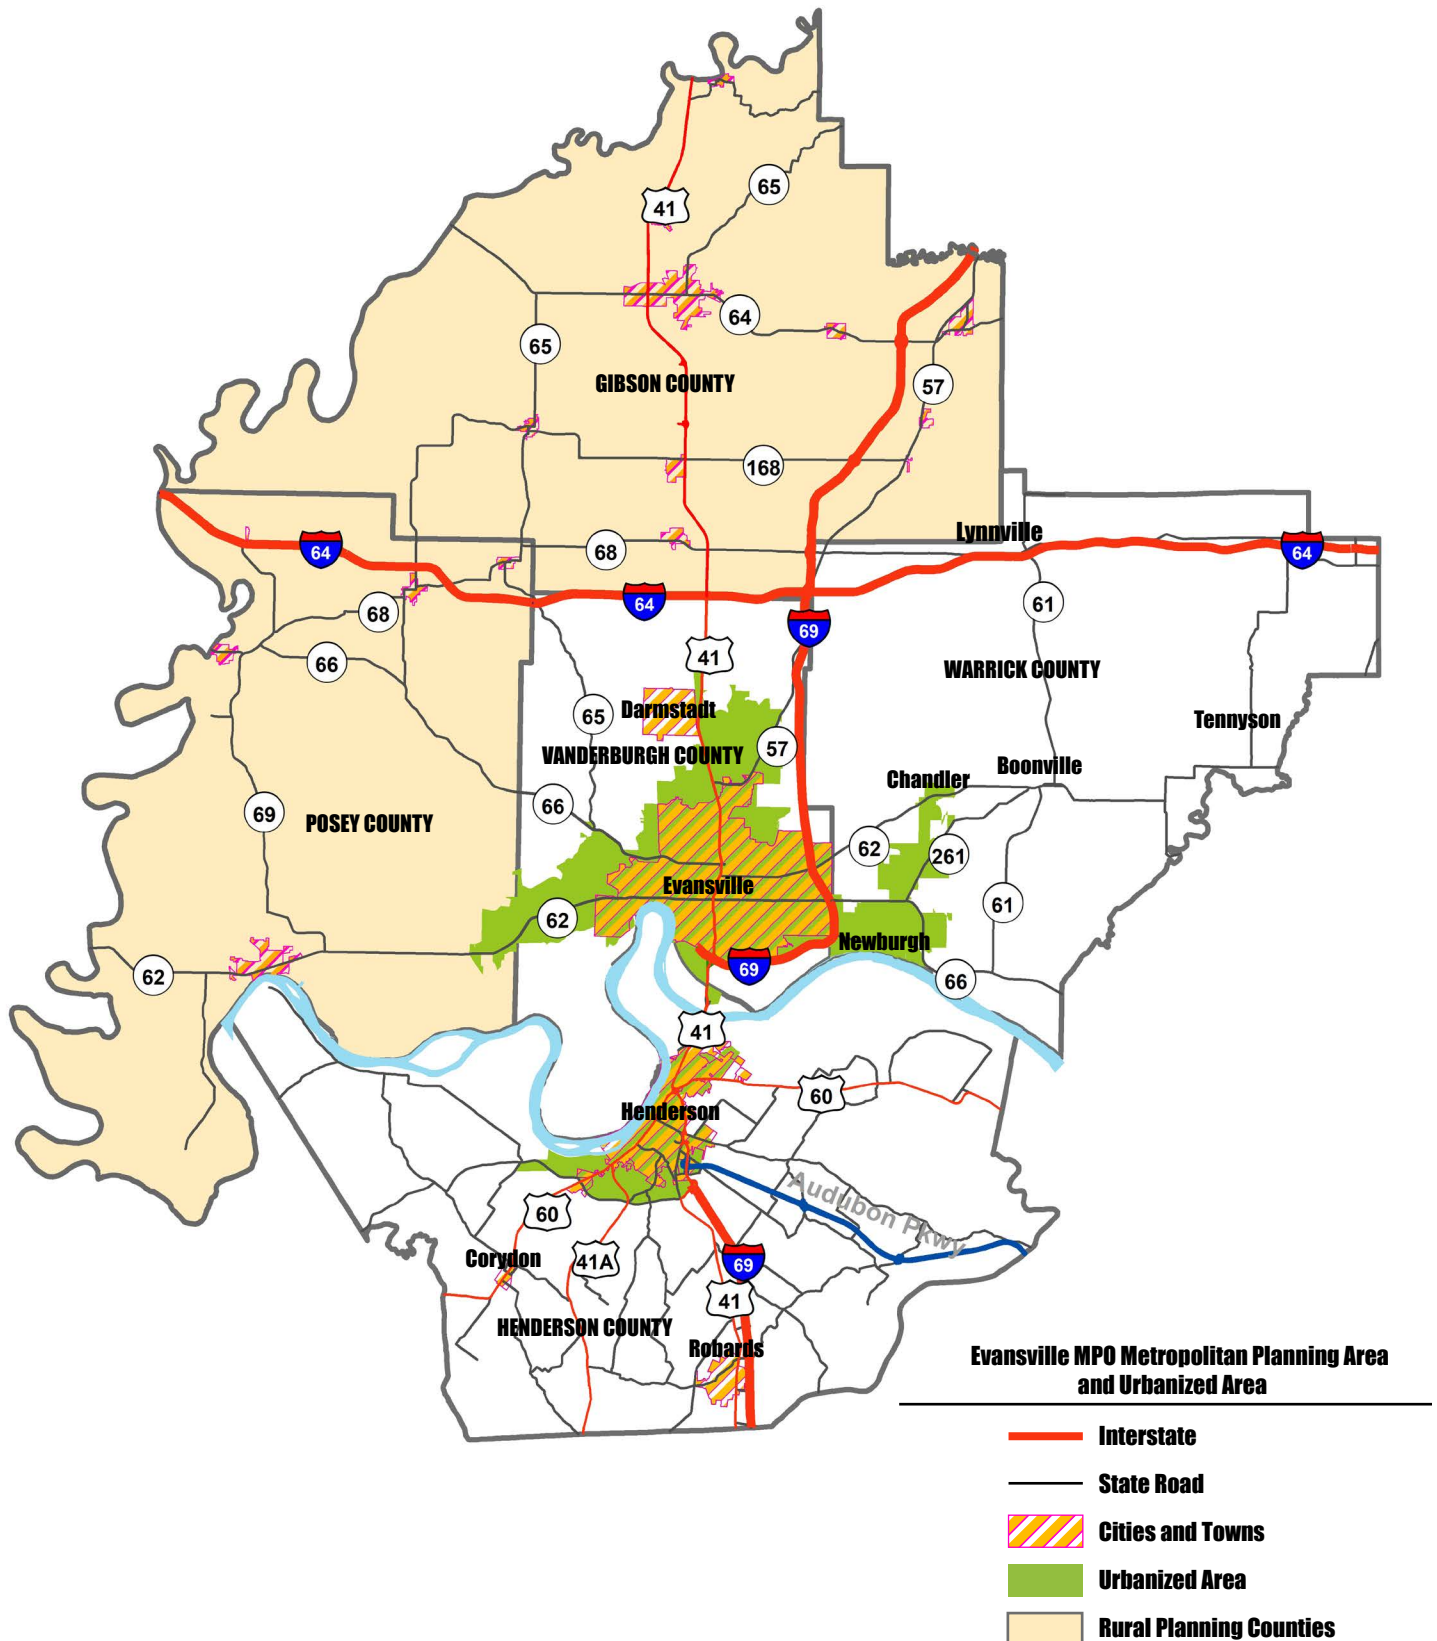 65
41
64
65
GIBSON COUNTY
57
168
Lynnville
64
68
64
64
61
68
69
66
41
WARRICK COUNTY
65
Darmstadt
Tennyson
57
VANDERBURGH COUNTY
Boonville
Chandler
66
69
POSEY COUNTY
62
261
Evansville
61
62
Newburgh
69
62
66
41
60
Henderson
Audubon Pkwy
60
Corydon
41A
69
41
HENDERSON COUNTY
Robards
Evansville MPO Metropolitan Planning Area
and Urbanized Area
Interstate
State Road
Cities and Towns
Urbanized Area
Rural Planning Counties